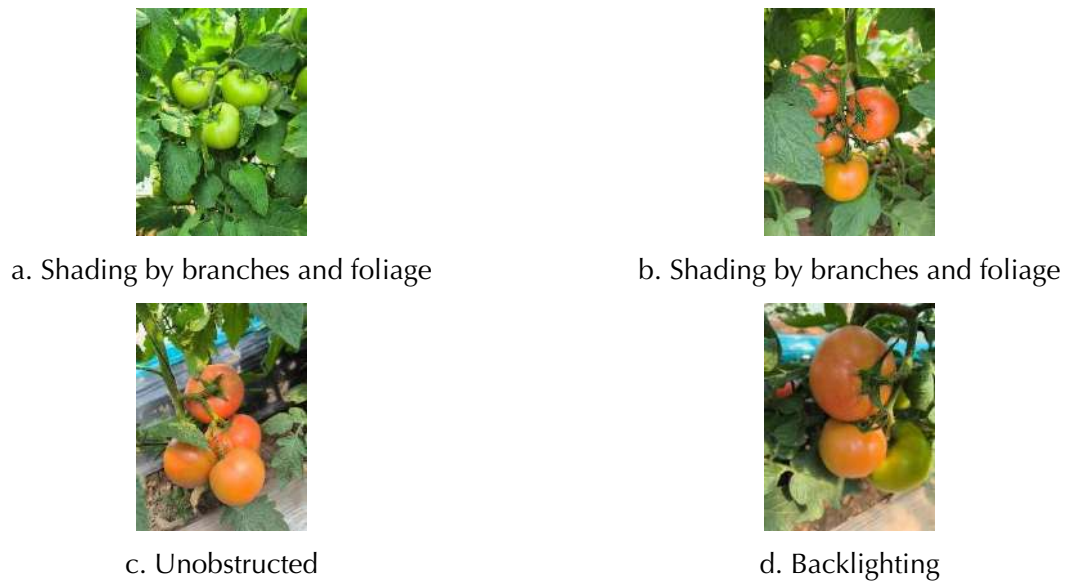 a. Shading by branches and foliage
b. Shading by branches and foliage
c. Unobstructed
d. Backlighting